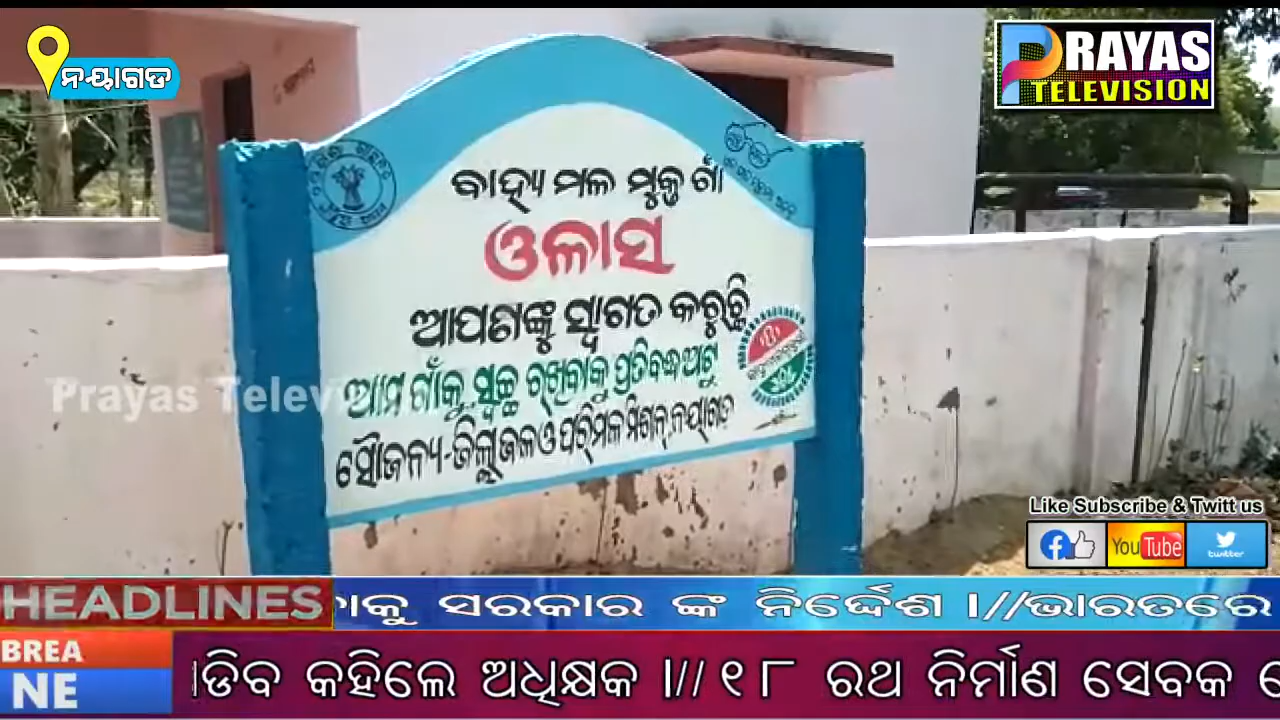 ନୟାଗଡ
PRAYAS
TELEVISION
ବାହ୍ୟ ମଳ ମୁକ୍ତ ଗାଁ
ଓଳାସ
ଆପଣଙ୍କୁ ସ୍ୱାଗତ କରୁଚ୍ଛି
ଆମ ଗାଁକୁ ସ୍ୱଚ୍ଛ ରଖିବାକୁ ପ୍ରତିବଦ୍ଧ ଅଟୁ
ସୌଜନ୍ୟ-ଜିଲ୍ଲା ଜଳ ଓ ପରିମଳ ମିଶନ୍, ନୟାଗଡ
Prayas Telev
Like Subscribe & Twitt us
YouTube
twitter
HEADLINES
ସରକାର ଙ୍କ ନିର୍ଦ୍ଦେଶ ।//ଭାରତରେ
BREA
NE
କହିଲେ ଅଧିକ୍ଷକ ।// ୧୮ ରଥ ନିର୍ମାଣ ସେବକ